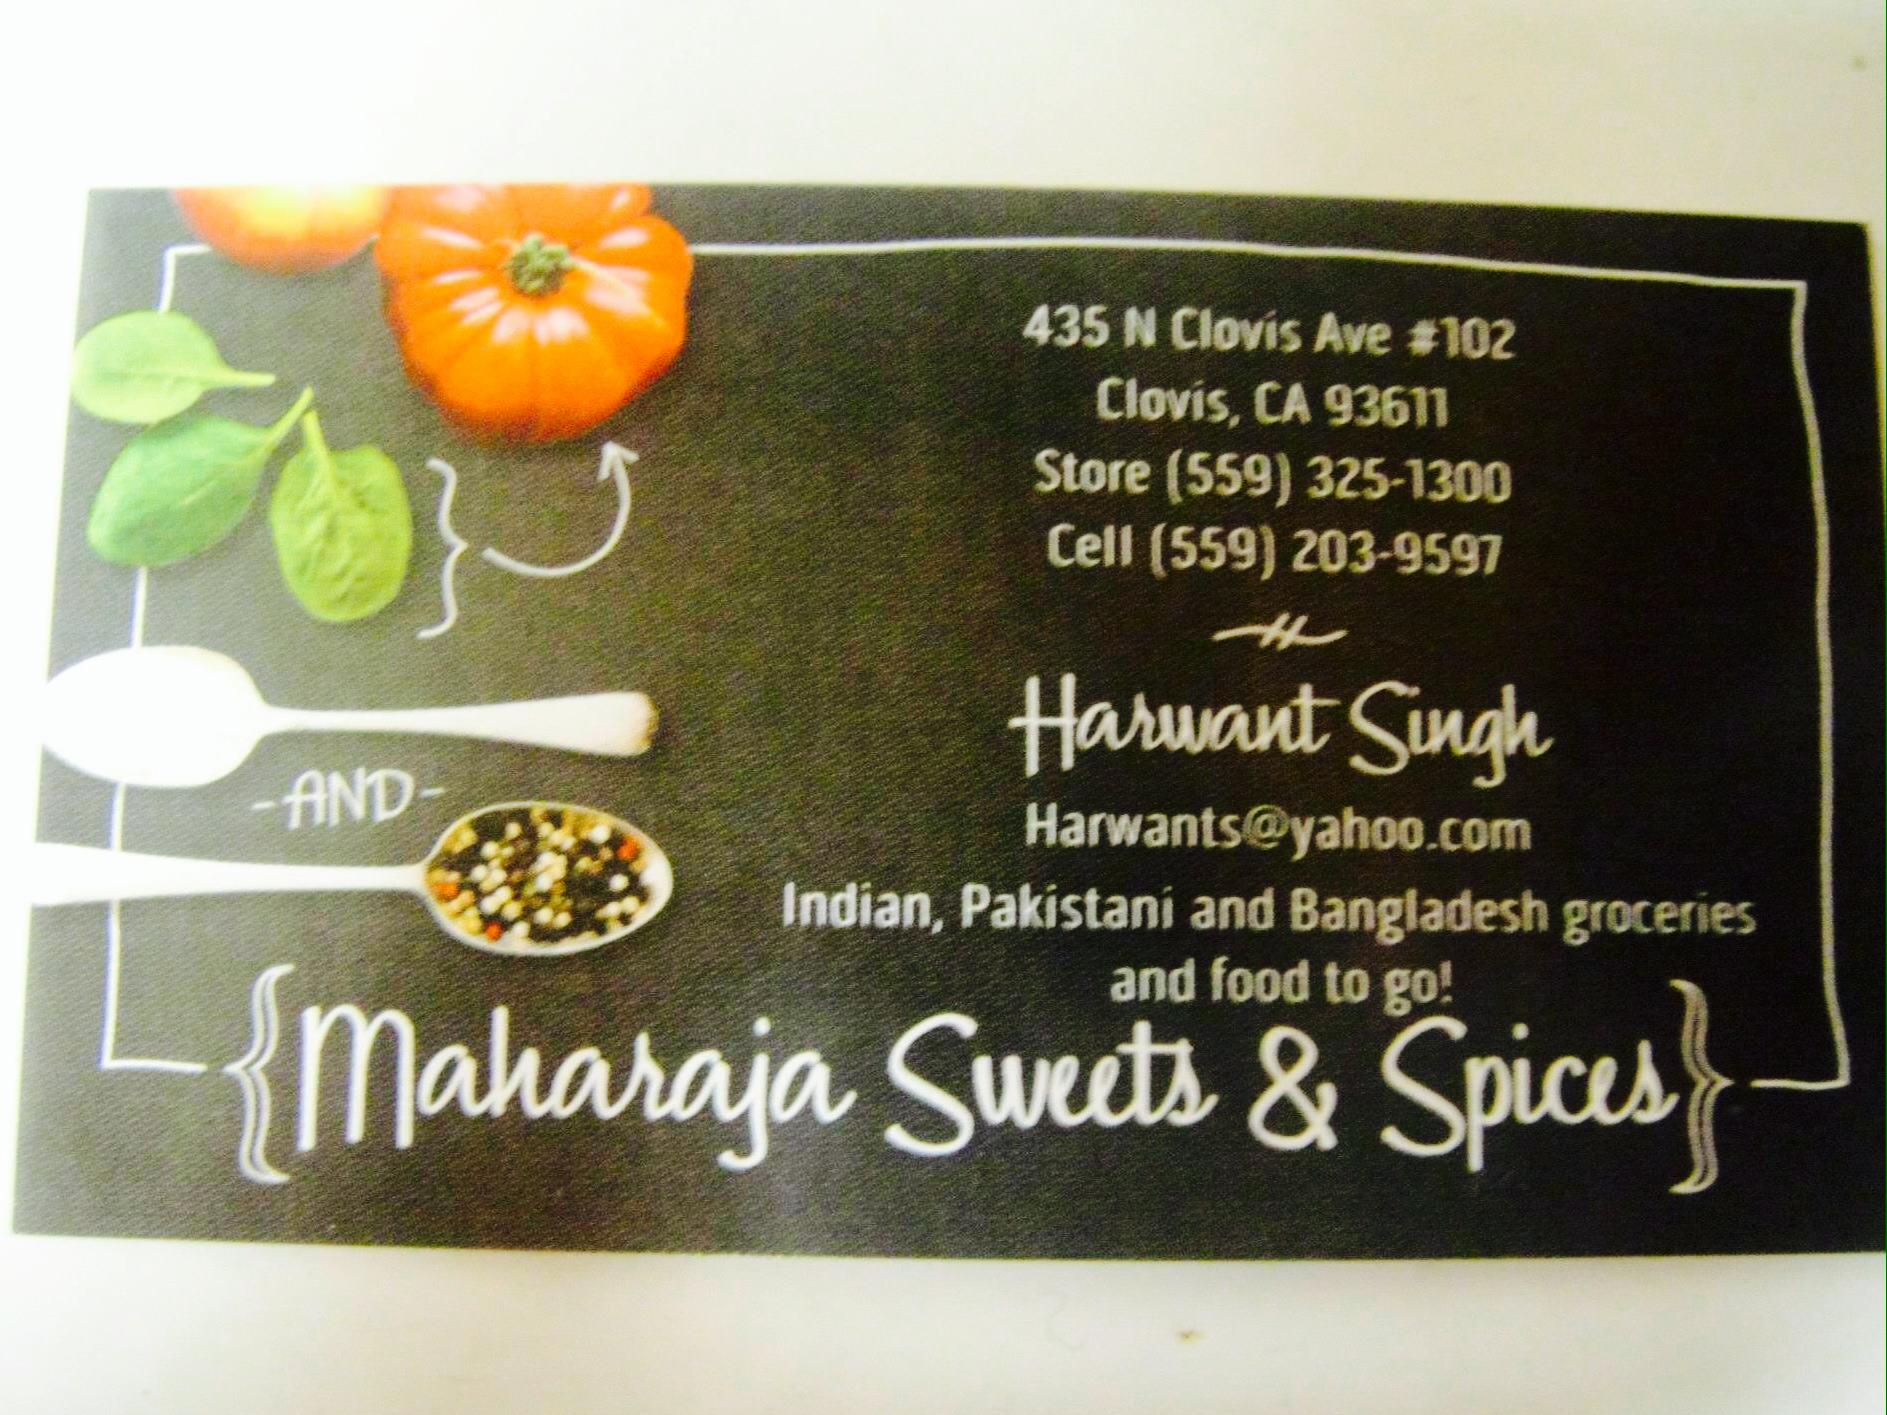 435 N Clovis Ave #102
Clovis, CA 93611
Store (559) 325-1300
Cell (559) 203-9597
Harwant Singh
Harwants@yahoo.com
Indian, Pakistani and Bangladesh groceries
and food to go!
-AND-
{Maharaja Sweets & Spices}